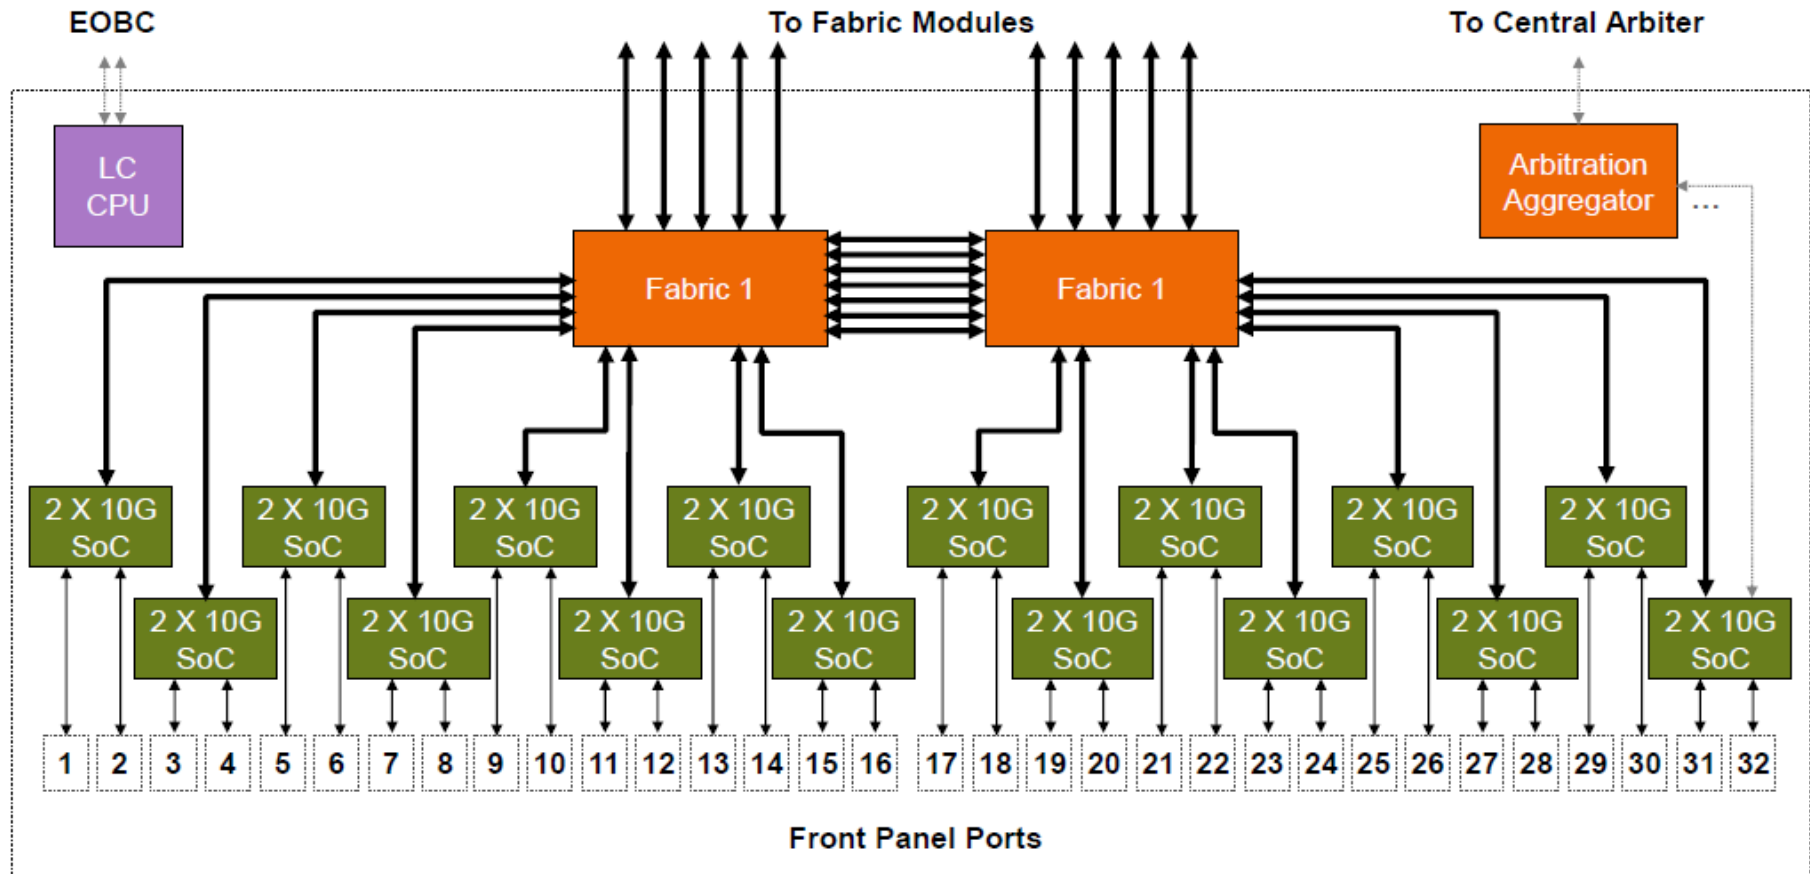 EOBC
To Fabric Modules
To Central Arbiter
LC
CPU
Arbitration
Aggregator
...
Fabric 1
Fabric 1
2 X 10G
SoC
2 X 10G
SoC
2 X 10G
SoC
2 X 10G
SoC
2 X 10G
SoC
2 X 10G
SoC
2 X 10G
SoC
2 X 10G
SoC
2 X 10G
SoC
2 X 10G
SoC
2 X 10G
SoC
2 X 10G
SoC
2 X 10G
SoC
2 X 10G
SoC
2 X 10G
SoC
2 X 10G
SoC
1 2 3 4 5 6 7 8 9 10 11 12 13 14 15 16 17 18 19 20 21 22 23 24 25 26 27 28 29 30 31 32
Front Panel Ports